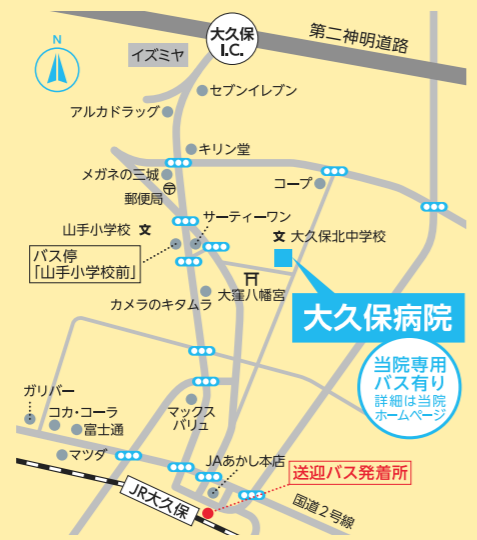 大久保
I.C.
第二神明道路
N
イズミヤ
セブンイレブン
アルカドラッグ
キリン堂
メガネの三城
コープ
郵便局
〒
サーティーワン
山手小学校 文
文 大久保北中学校
バス停
「山手小学校前」
大窪八幡宮
カメラのキタムラ
大久保病院
当院専用
バス有り
詳細は当院
ホームページ
ガリバー
コカ・コーラ
富士通
マックス
バリュ
マツダ
JAあかし本店
送迎バス発着所
JR大久保
国道2号線